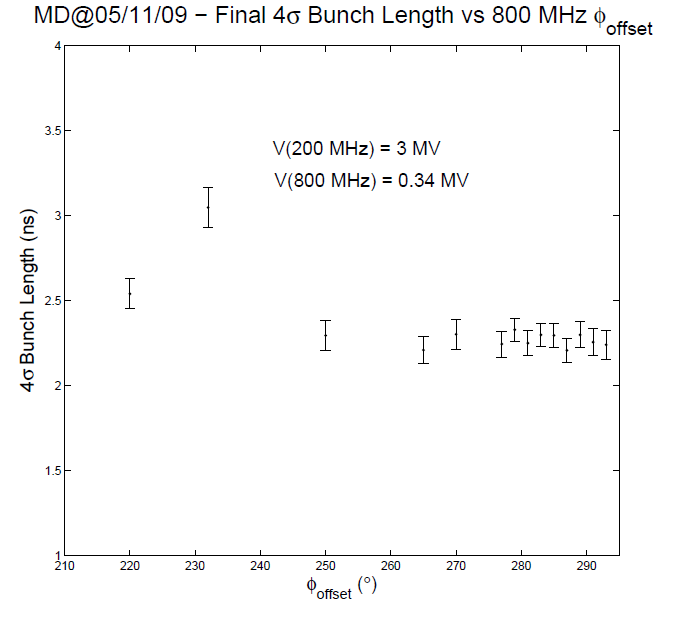 MD@05/11/09 − Final 4σ Bunch Length vs 800 MHz ϕoffset
4
3.5
V(200 MHz) = 3 MV
V(800 MHz) = 0.34 MV
3
4σ Bunch Length (ns)
2.5
2
1.5
1
210 220 230 240 250 260 270 280 290
ϕoffset (°)